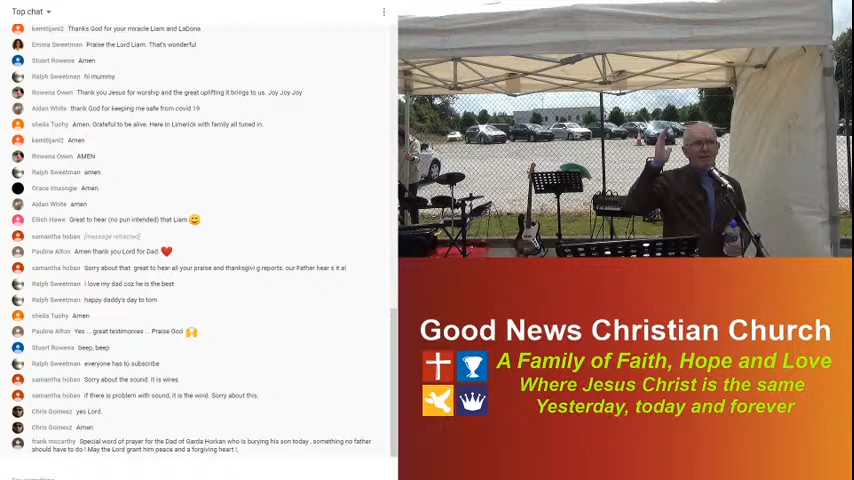 Top chat
kemitijani2 Thanks God for your miracle Liam and LaDona
Emma Sweetman Praise the Lord Liam. That's wonderful
Stuart Rowena Amen
Ralph Sweetman hi mummy
Rowena Owen Thank you Jesus for worship and the great uplifting it brings to us. Joy Joy Joy
Aidan White thank God for keeping me safe from covid 19
sheila Tuohy Amen. Grateful to be alive. Here in Limerick with family all tuned in.
kemitijani2 Amen
Rowena Owen AMEN
Ralph Sweetman amen
Grace Imasogie Amen.
Aidan White amen
Eilish Hawe Great to hear (no pun intended) that Liam 😊
samantha hoban [message retracted]
Pauline Alton Amen thank you Lord for Dad. ❤️
samantha hoban Sorry about that. great to hear all your praise and thanksgiving reports. our Father hear s it al
Ralph Sweetman I love my dad coz he is the best
Ralph Sweetman happy daddy's day to tom
sheila Tuohy Amen
Pauline Alton Yes ... great testimonies ... Praise God 🙌
Stuart Rowena beep, beep
Ralph Sweetman everyone has to subscribe
samantha hoban Sorry about the sound. it is wires
samantha hoban if there is problem with sound, it is the wind. Sorry about this.
Chris Gomwez yes Lord.
Chris Gomwez Amen
frank mccarthy Special word of prayer for the Dad of Garda Horkan who is burying his son today , something no father
should have to do ! May the Lord grant him peace and a forgiving heart !,
Good News Christian Church
A Family of Faith, Hope and Love
Where Jesus Christ is the same
Yesterday, today and forever